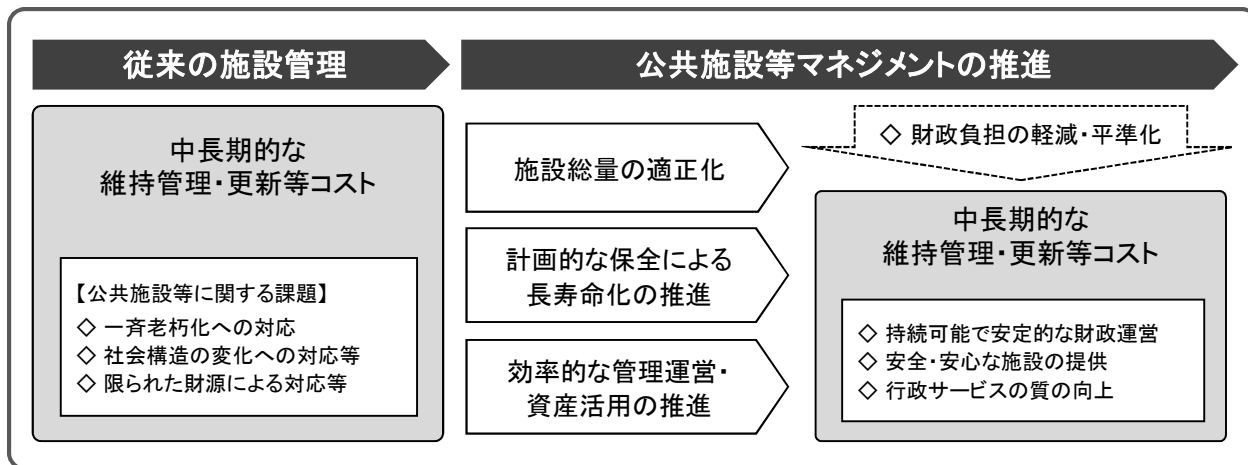 従来の施設管理
公共施設等マネジメントの推進
中長期的な
維持管理・更新等コスト
【公共施設等に関する課題】
◇ 一斉老朽化への対応
◇ 社会構造の変化への対応等
◇ 限られた財源による対応等
施設総量の適正化
計画的な保全による
長寿命化の推進
効率的な管理運営・
資産活用の推進
◇ 財政負担の軽減・平準化
中長期的な
維持管理・更新等コスト
◇ 持続可能で安定的な財政運営
◇ 安全・安心な施設の提供
◇ 行政サービスの質の向上